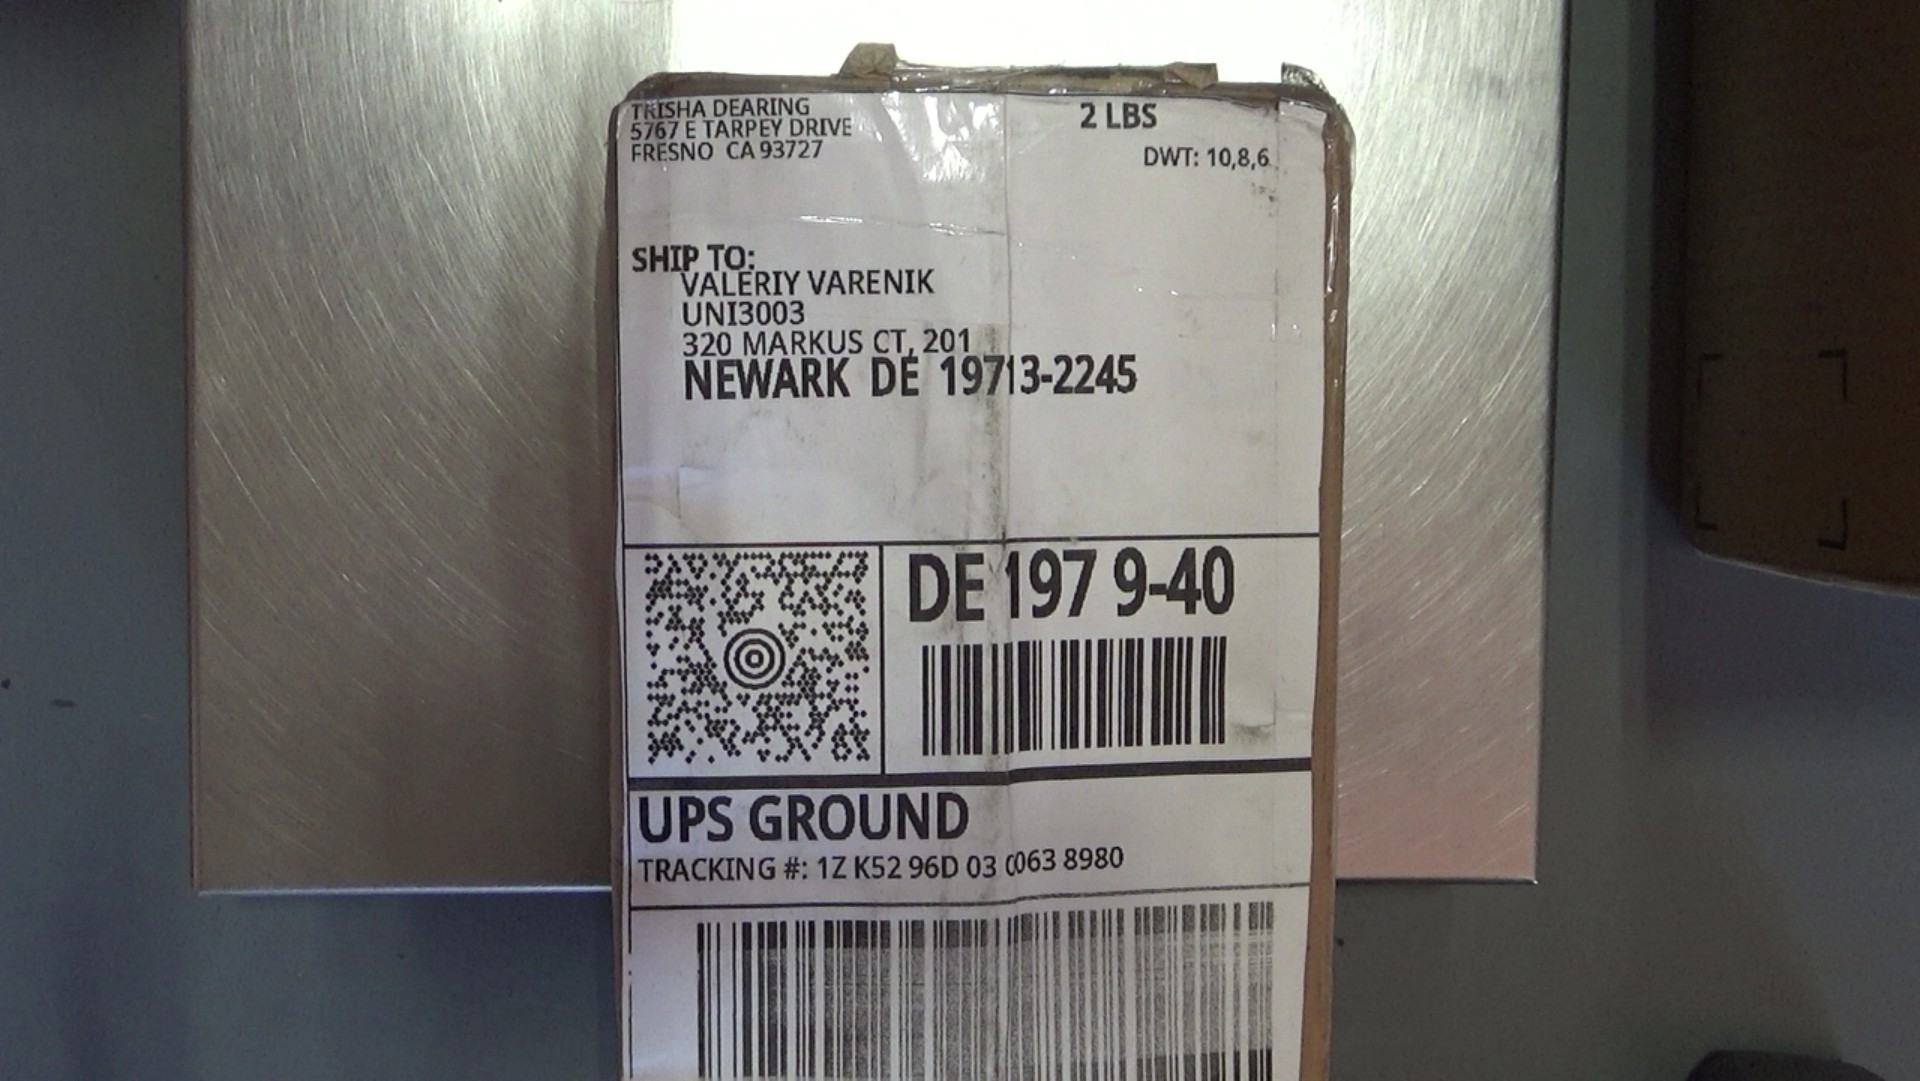 TRISHA DEARING
5767 E TARPEY DRIVE
FRESNO CA 93727
2 LBS
DWT: 10,8,6
SHIP TO:
VALERIY VARENIK
UNI3003
320 MARKUS CT, 201
NEWARK DE 19713-2245
DE 197 9-40
UPS GROUND
TRACKING #: 1Z K52 96D 03 0063 8980